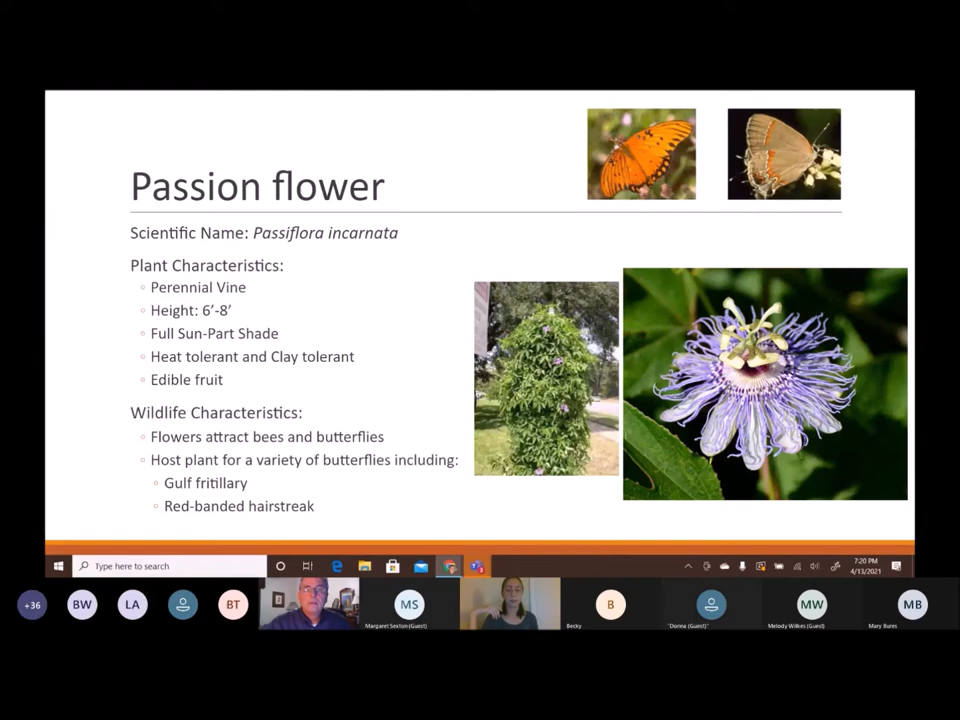 Passion flower
Scientific Name: Passiflora incarnata
Plant Characteristics:
Perennial Vine
Height: 6’-8’
Full Sun-Part Shade
Heat tolerant and Clay tolerant
Edible fruit
Wildlife Characteristics:
Flowers attract bees and butterflies
Host plant for a variety of butterflies including:
Gulf fritillary
Red-banded hairstreak
Type here to search
7:20 PM
4/13/2021
+36
BW
LA
BT
MS
B
MW
MB
Margaret Sexton (Guest)
Becky
"Donna (Guest)"
Melody Wilkes (Guest)
Mary Bures